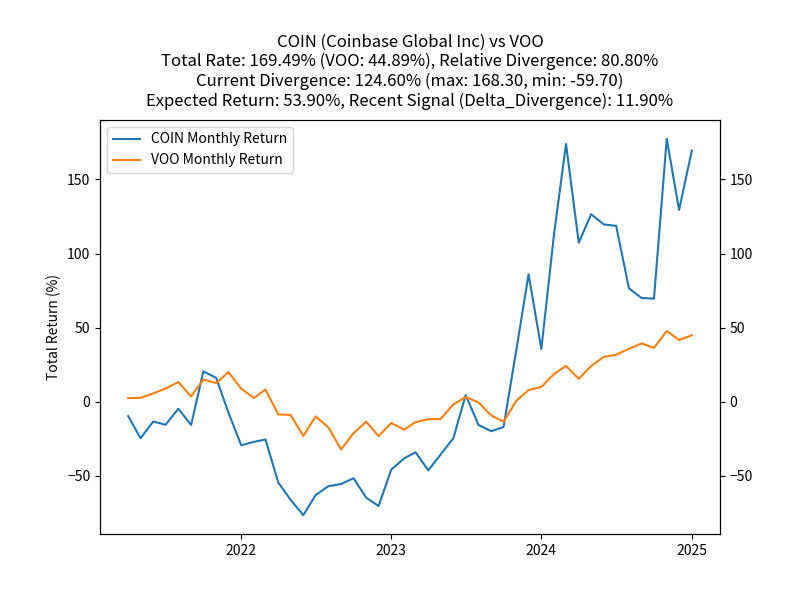 COIN (Coinbase Global Inc) vs VOO
Total Rate: 169.49% (VOO: 44.89%), Relative Divergence: 80.80%
Current Divergence: 124.60% (max: 168.30, min: -59.70)
Expected Return: 53.90%, Recent Signal (Delta_Divergence): 11.90%
COIN Monthly Return
VOO Monthly Return
Total Return (%)
150
100
50
0
−50
150
100
50
0
−50
2022
2023
2024
2025